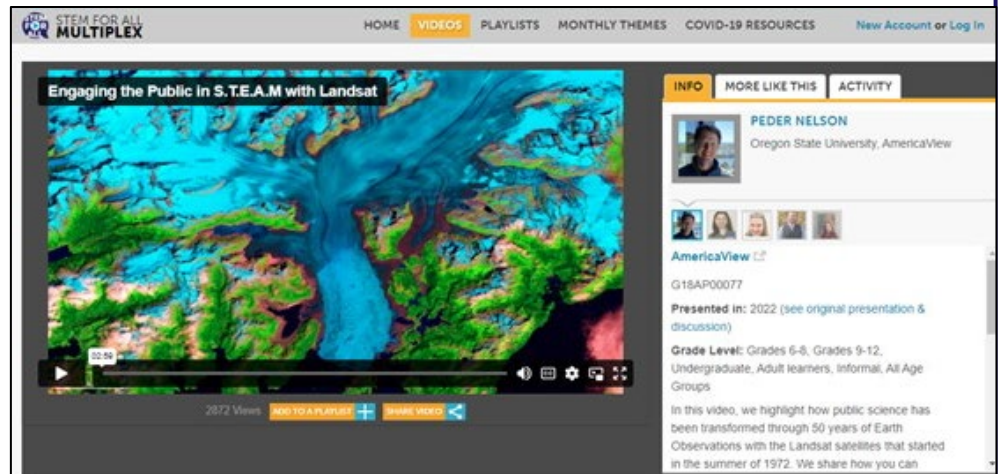 STEM FOR ALL
MULTIPLEX
HOME VIDEOS PLAYLISTS MONTHLY THEMES COVID-19 RESOURCES New Account or Log In
Engaging the Public in S.T.E.A.M with Landsat
02:59
2872 Views ADD TO A PLAYLIST SHARE VIDEO
INFO MORE LIKE THIS ACTIVITY
PEDER NELSON
Oregon State University, AmericaView
AmericaView
G18AP00077
Presented in: 2022 (see original presentation &
discussion)
Grade Level: Grades 6-8, Grades 9-12,
Undergraduate, Adult learners, Informal, All Age
Groups
In this video, we highlight how public science has
been transformed through 50 years of Earth
Observations with the Landsat satellites that started
in the summer of 1972. We share how you can